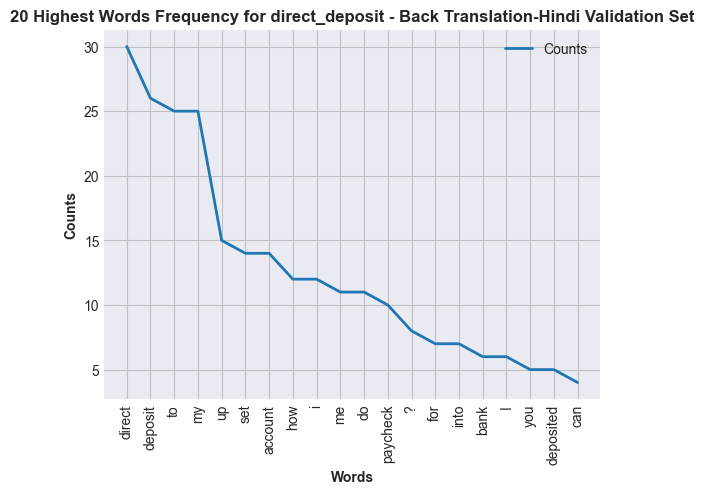 20 Highest Words Frequency for direct_deposit - Back Translation-Hindi Validation Set
Counts
30
25
20
15
10
5
Counts
direct
deposit
to
my
up
set
account
how
i
me
do
paycheck
?
for
into
bank
I
you
deposited
can
Words